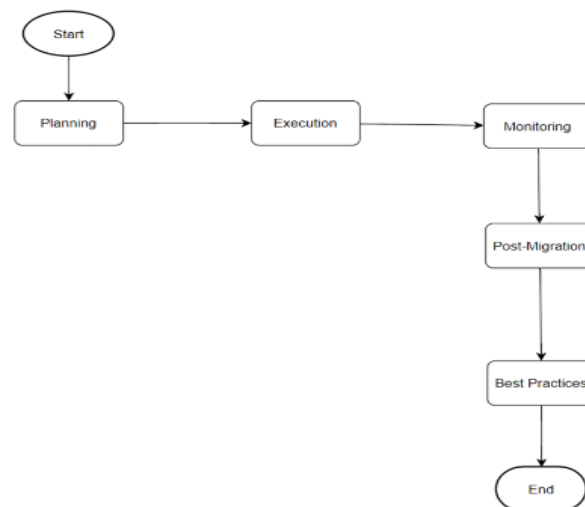 Start
Planning
Execution
Monitoring
Post-Migration
Best Practices
End